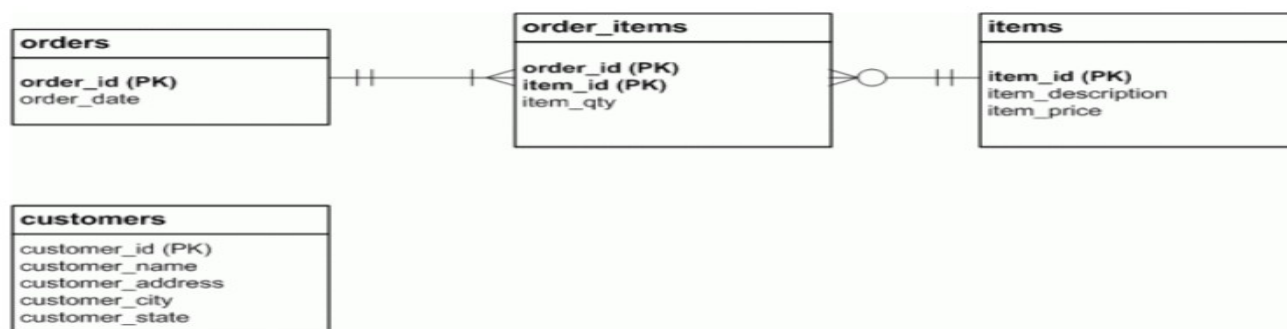 orders
order_id (PK)
order_date
order_items
order_id (PK)
item_id (PK)
item_qty
items
item_id (PK)
item_description
item_price
customers
customer_id (PK)
customer_name
customer_address
customer_city
customer_state